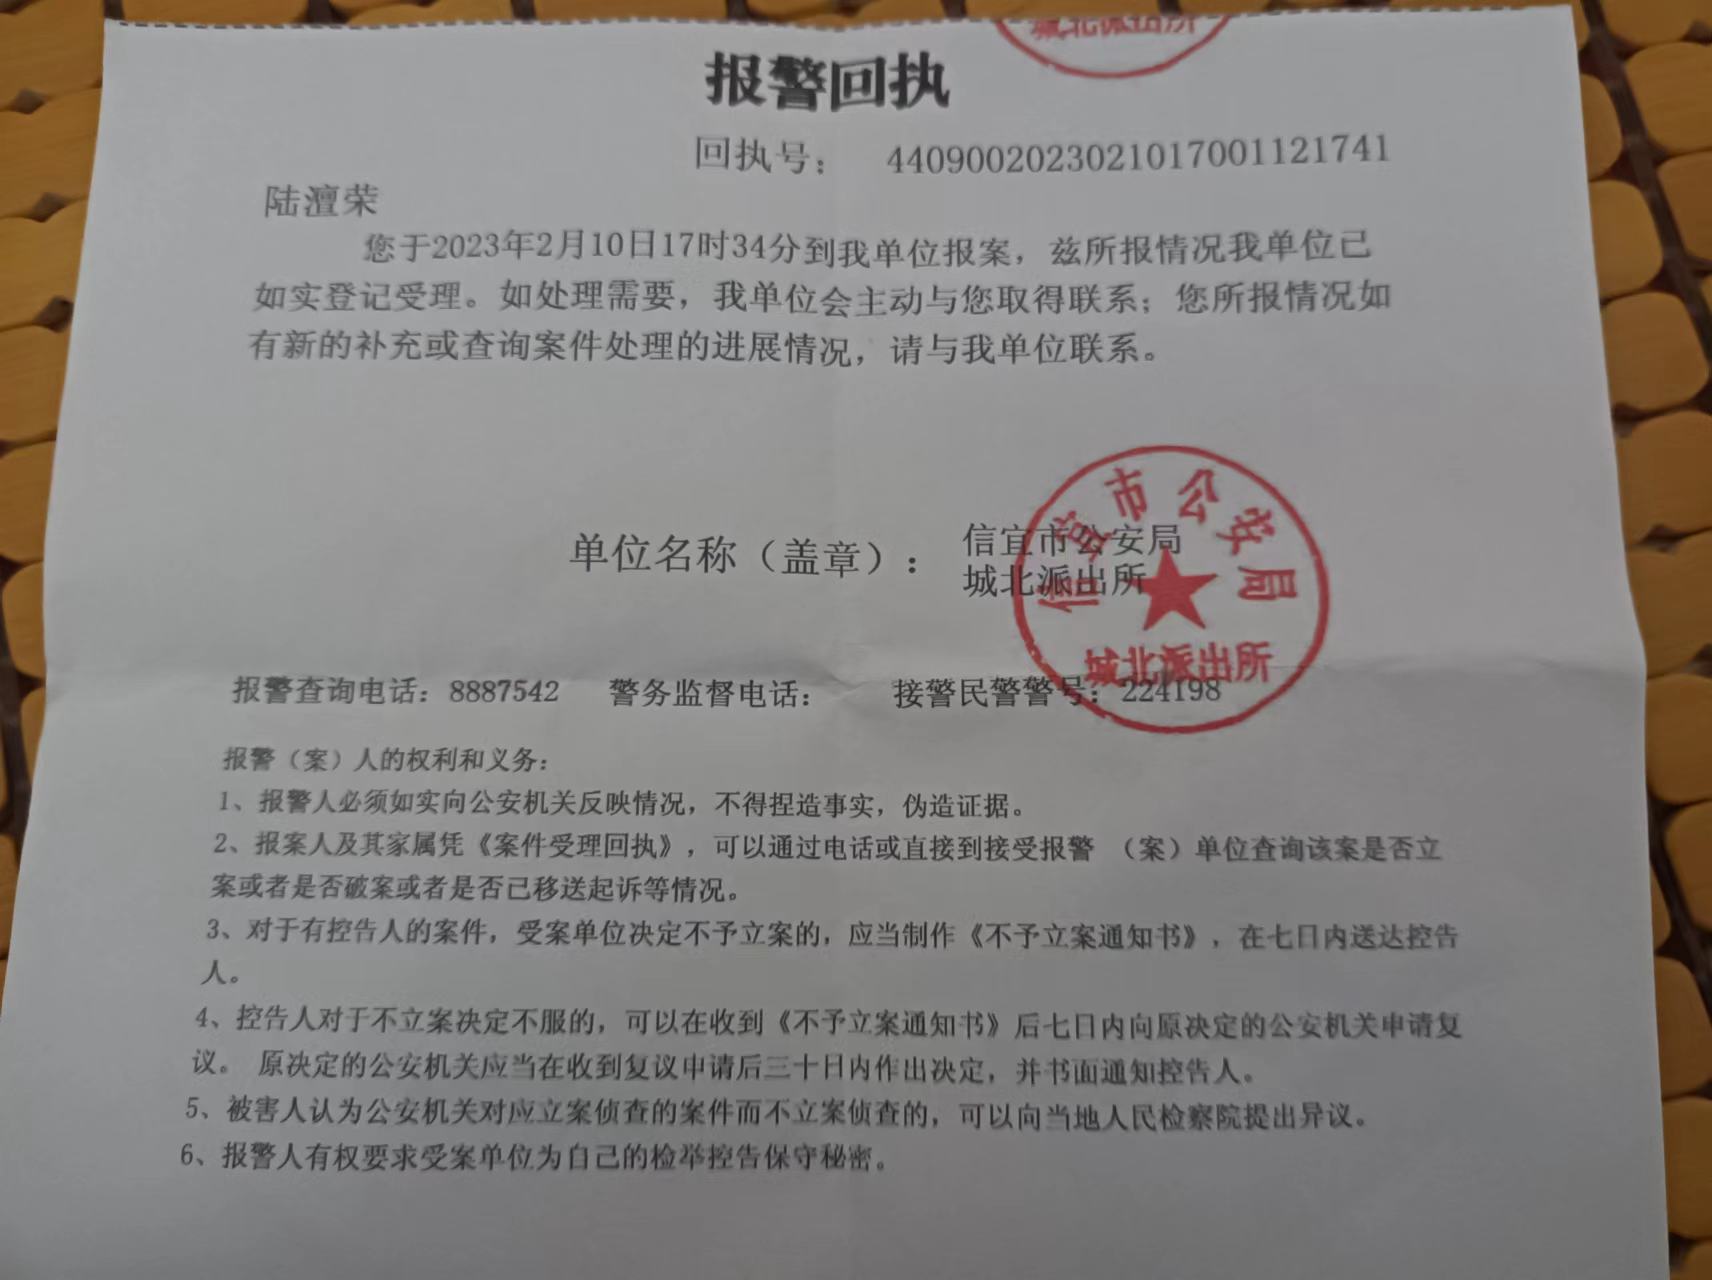 城北派出所
报警回执
回执号： 4409002023021017001121741
陆澶荣
您于2023年2月10日17时34分到我单位报案，兹所报情况我单位已
如实登记受理。如处理需要，我单位会主动与您取得联系；您所报情况如
有新的补充或查询案件处理的进展情况，请与我单位联系。
信宜市公安局
单位名称（盖章）： 信宜市公安局
城北派出所
城北派出所
报警查询电话：8887542 警务监督电话： 接警民警警号：224198
报警（案）人的权利和义务：
1、报警人必须如实向公安机关反映情况，不得捏造事实，伪造证据。
2、报案人及其家属凭《案件受理回执》，可以通过电话或直接到接受报警 （案）单位查询该案是否立
案或者是否破案或者是否已移送起诉等情况。
3、对于有控告人的案件，受案单位决定不予立案的，应当制作《不予立案通知书》，在七日内送达控告
人。
4、控告人对于不立案决定不服的，可以在收到《不予立案通知书》后七日内向原决定的公安机关申请复
议。 原决定的公安机关应当在收到复议申请后三十日内作出决定，并书面通知控告人。
5、被害人认为公安机关对应立案侦查的案件而不立案侦查的，可以向当地人民检察院提出异议。
6、报警人有权要求受案单位为自己的检举控告保守秘密。